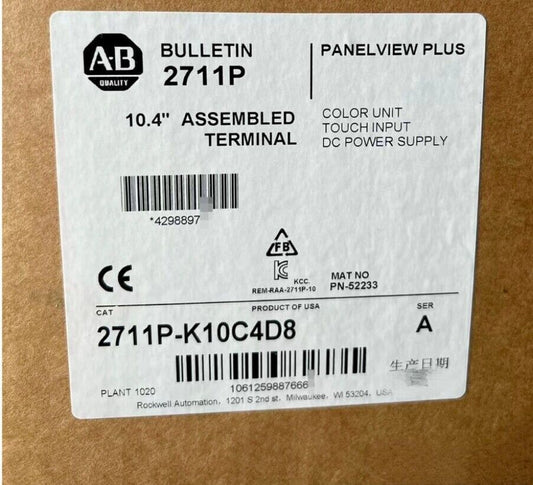 A-B
QUALITY
BULLETIN
2711P
PANELVIEW PLUS
10.4" ASSEMBLED
TERMINAL
COLOR UNIT
TOUCH INPUT
DC POWER SUPPLY
*4298897
FB
KCC
REM-RAA-2711P-10
MAT NO
PN-52233
CE
CAT
PRODUCT OF USA
SER
2711P-K10C4D8
A
生产日期
1061259887666
PLANT 1020
Rockwell Automation, 1201 S 2nd st. Milwaukee, WI 53204, USA